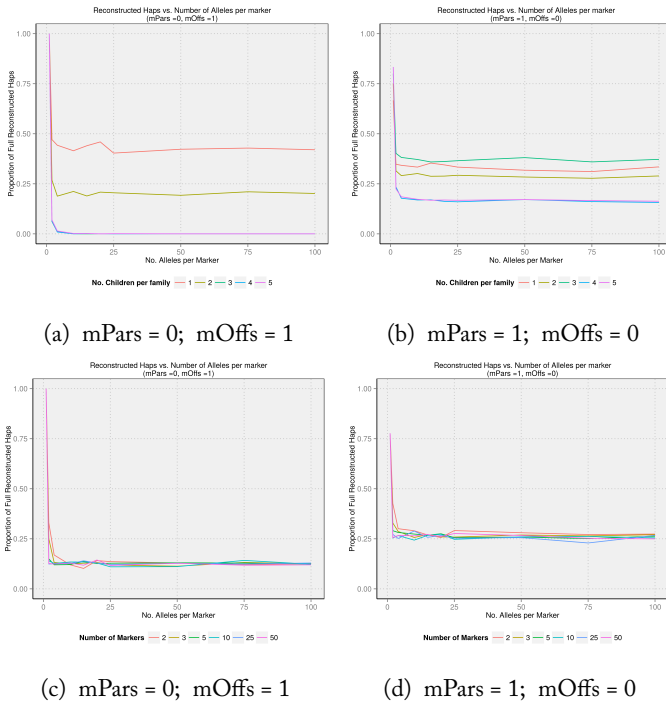 Reconstructed Haps vs. Number of Alleles per marker
(mPars =0, mOffs =1)
Proportion of Full Reconstructed Haps
1.00
0.75
0.50
0.25
0.00
0 25 50 75 100
No. Alleles per Marker
No. Children per family 1 2 3 4 5
(a) mPars = 0; mOffs = 1
Reconstructed Haps vs. Number of Alleles per marker
(mPars =1, mOffs =0)
Proportion of Full Reconstructed Haps
1.00
0.75
0.50
0.25
0.00
0 25 50 75 100
No. Alleles per Marker
No. Children per family 1 2 3 4 5
(b) mPars = 1; mOffs = 0
Reconstructed Haps vs. Number of Alleles per marker
(mPars =0, mOffs =1)
Proportion of Full Reconstructed Haps
1.00
0.75
0.50
0.25
0.00
0 25 50 75 100
No. Alleles per Marker
Number of Markers 2 3 5 10 25 50
(c) mPars = 0; mOffs = 1
Reconstructed Haps vs. Number of Alleles per marker
(mPars =1, mOffs =0)
Proportion of Full Reconstructed Haps
1.00
0.75
0.50
0.25
0.00
0 25 50 75 100
No. Alleles per Marker
Number of Markers 2 3 5 10 25 50
(d) mPars = 1; mOffs = 0